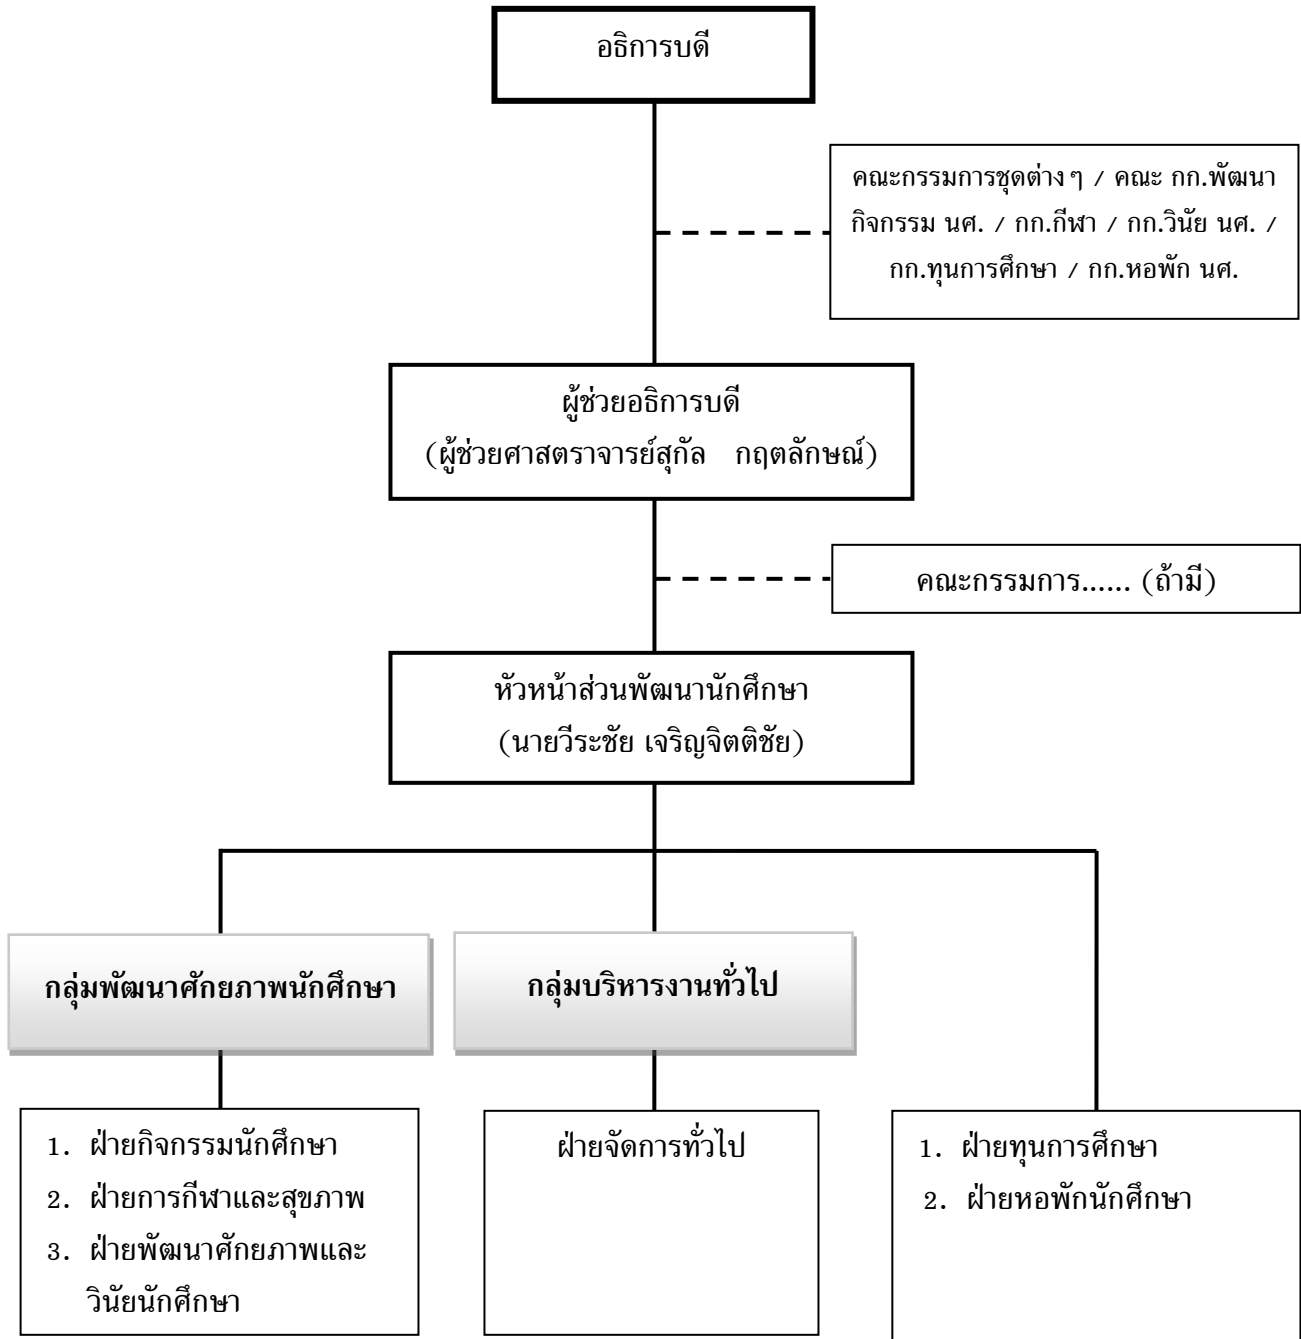 อธิการบดี
คณะกรรมการชุดต่าง ๆ / คณะ กก.พัฒนา
กิจกรรม นศ. / กก.กีฬา / กก.วินัย นศ. /
กก.ทุนการศึกษา / กก.หอพัก นศ.
ผู้ช่วยอธิการบดี
(ผู้ช่วยศาสตราจารย์สุกัล กฤตลักษณ์)
คณะกรรมการ...... (ถ้ามี)
หัวหน้าส่วนพัฒนานักศึกษา
(นายวีระชัย เจริญจิตติชัย)
กลุ่มพัฒนาศักยภาพนักศึกษา
กลุ่มบริหารงานทั่วไป
1. ฝ่ายกิจกรรมนักศึกษา
2. ฝ่ายการกีฬาและสุขภาพ
3. ฝ่ายพัฒนาศักยภาพและ
วินัยนักศึกษา
ฝ่ายจัดการทั่วไป
1. ฝ่ายทุนการศึกษา
2. ฝ่ายหอพักนักศึกษา